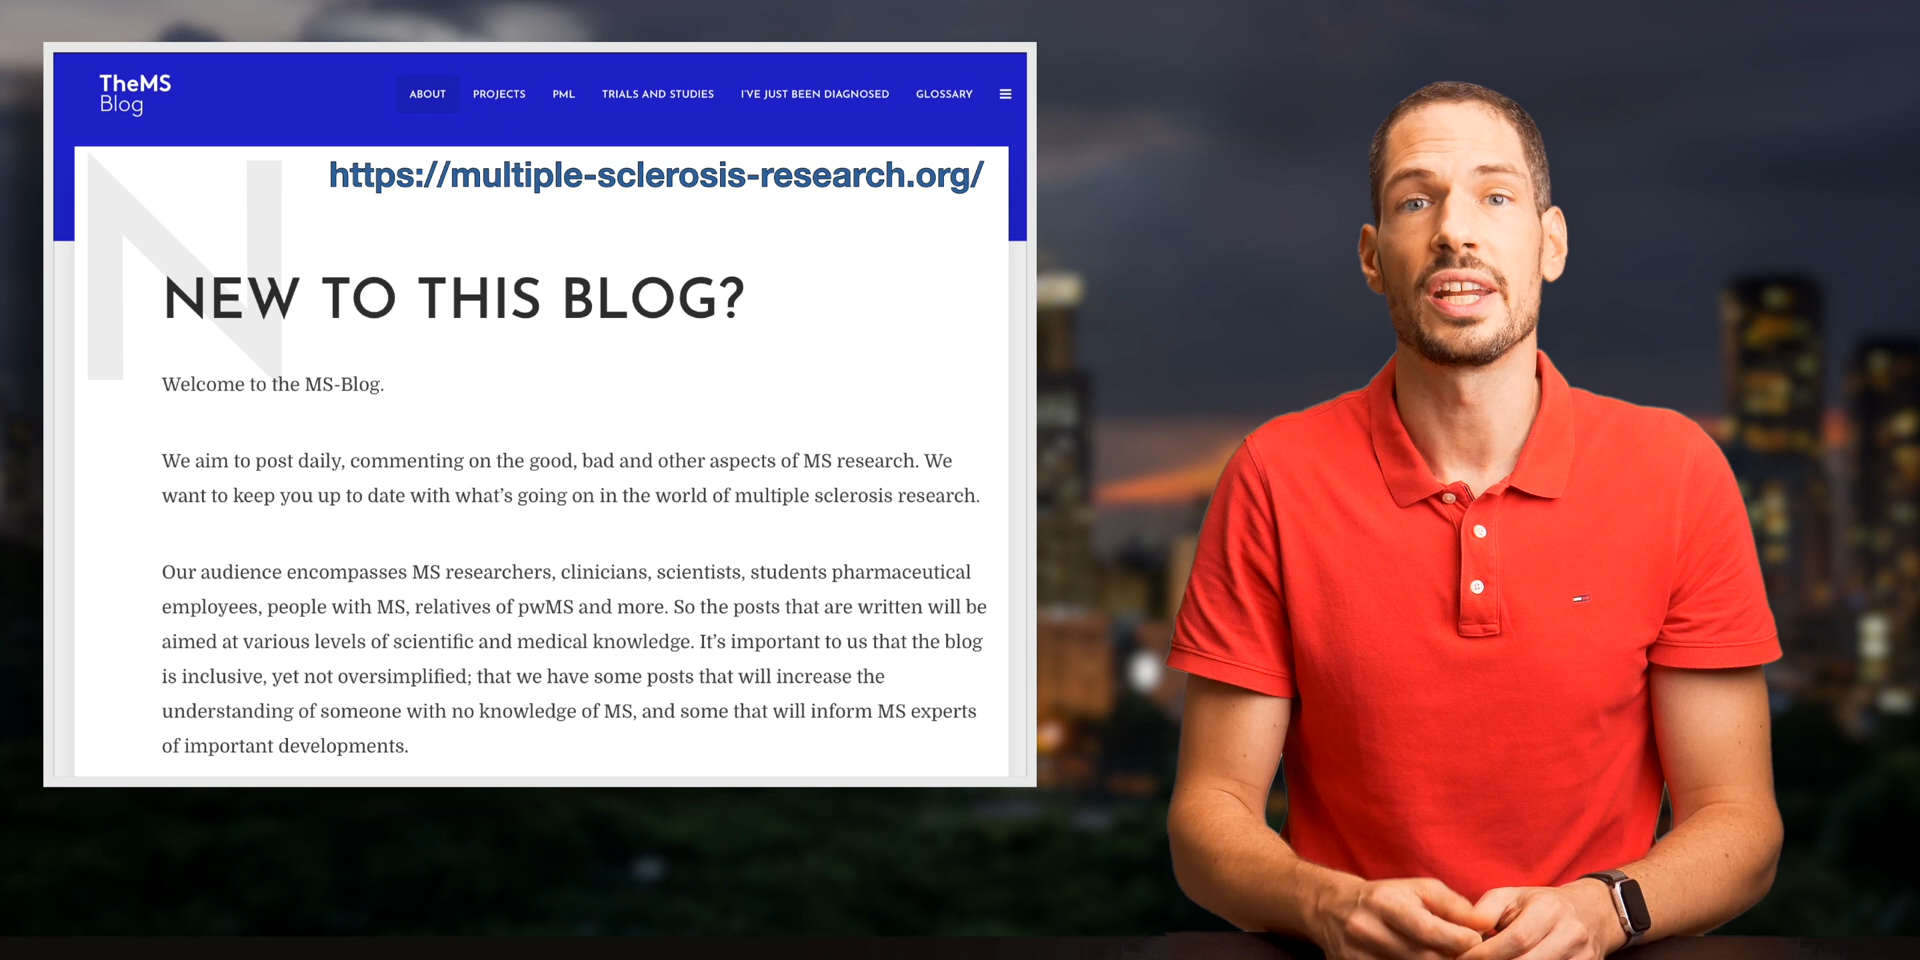 TheMS
Blog
ABOUT PROJECTS PML TRIALS AND STUDIES I'VE JUST BEEN DIAGNOSED GLOSSARY
https://multiple-sclerosis-research.org/
N
NEW TO THIS BLOG?
Welcome to the MS-Blog.
We aim to post daily, commenting on the good, bad and other aspects of MS research. We
want to keep you up to date with what's going on in the world of multiple sclerosis research.
Our audience encompasses MS researchers, clinicians, scientists, students pharmaceutical
employees, people with MS, relatives of pwMS and more. So the posts that are written will be
aimed at various levels of scientific and medical knowledge. It's important to us that the blog
is inclusive, yet not oversimplified; that we have some posts that will increase the
understanding of someone with no knowledge of MS, and some that will inform MS experts
of important developments.